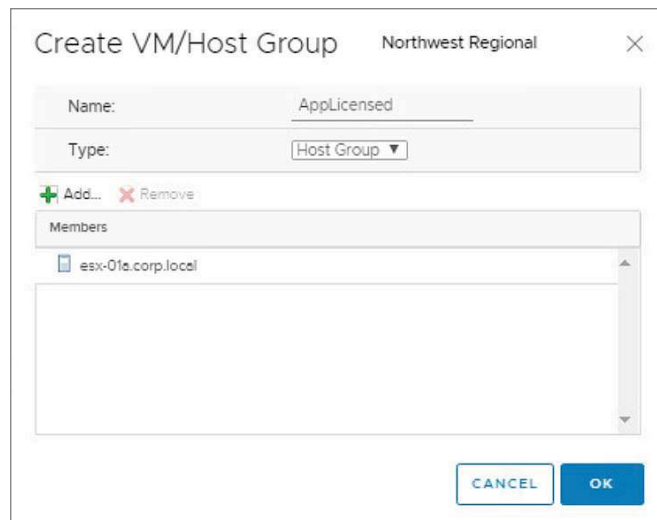 Create VM/Host Group Northwest Regional
Name: AppLicensed
Type: Host Group
Add... Remove
Members
esx-01a.corp.local
CANCEL OK